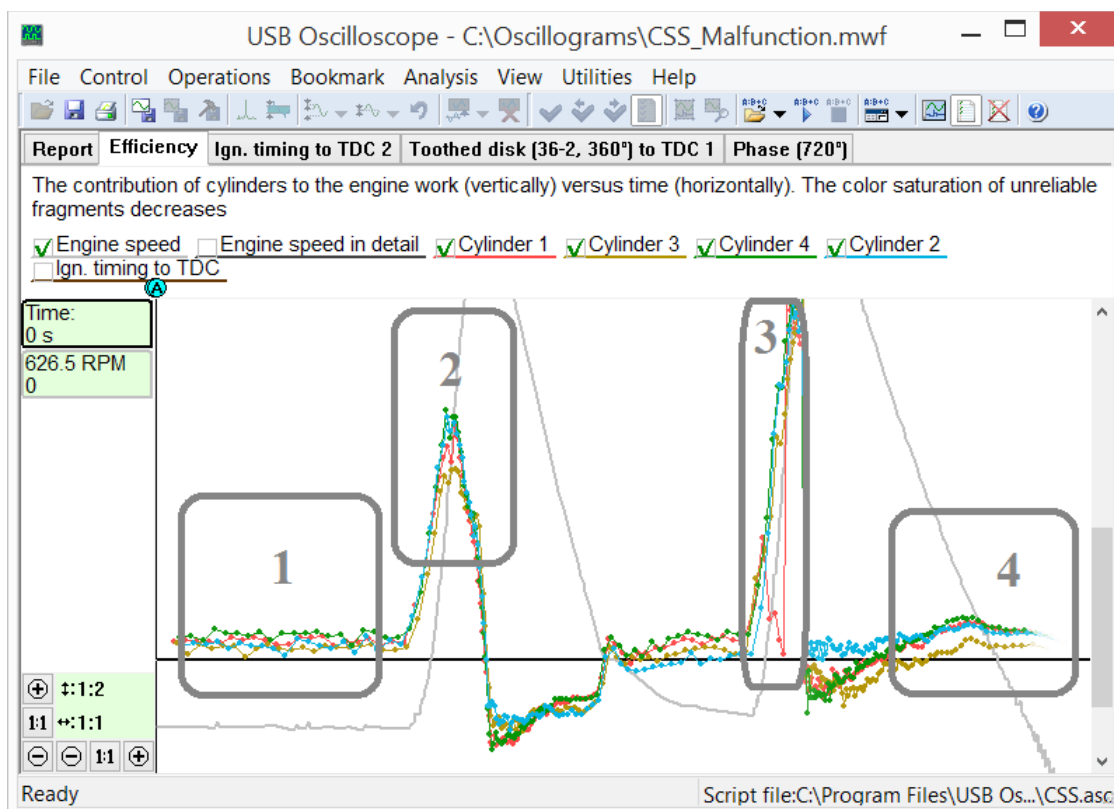 USB Oscilloscope - C:\Oscillograms\CSS_Malfunction.mwf
File Control Operations Bookmark Analysis View Utilities Help
A:B+C A:B+C A:B+C A:B+C
Report Efficiency Ign. timing to TDC 2 Toothed disk (36-2, 360°) to TDC 1 Phase (720°)
The contribution of cylinders to the engine work (vertically) versus time (horizontally). The color saturation of unreliable
fragments decreases
Engine speed Engine speed in detail Cylinder 1 Cylinder 3 Cylinder 4 Cylinder 2
Ign. timing to TDC
A
Time:
0 s
626.5 RPM
0
1
2
3
4
:1:2
1:1 :1:1
1:1
Ready Script file:C:\Program Files\USB Os...\CSS.asc